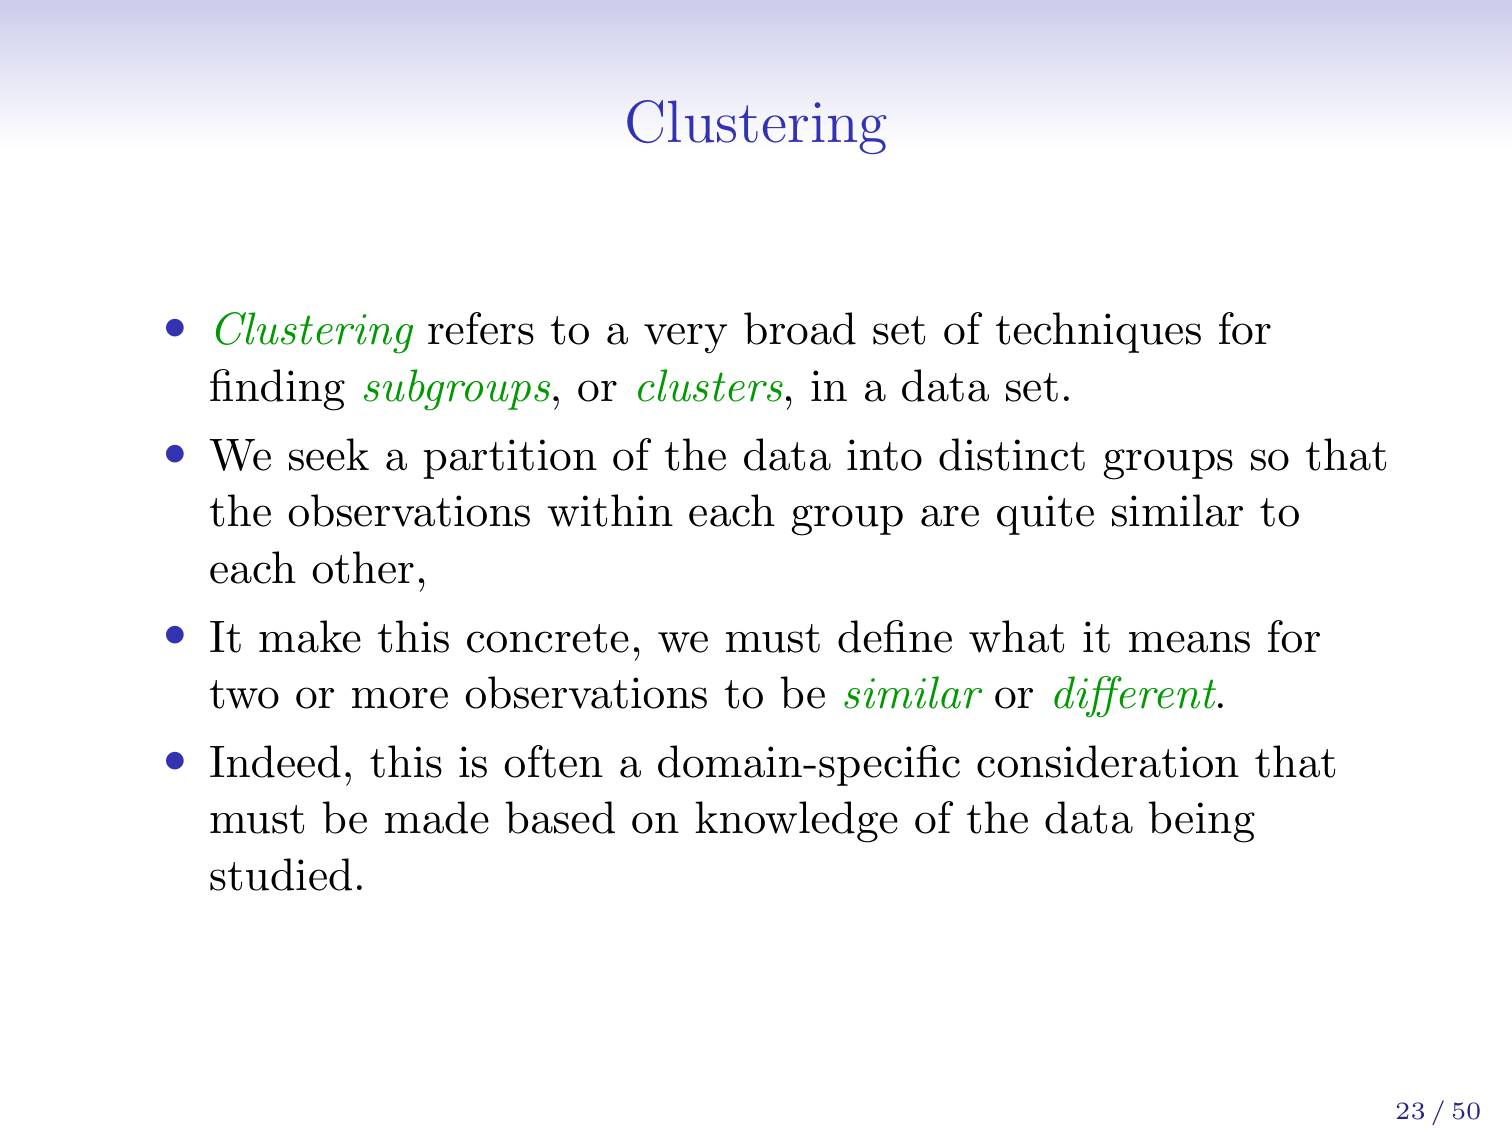 Clustering
• Clustering refers to a very broad set of techniques for
finding subgroups, or clusters, in a data set.
• We seek a partition of the data into distinct groups so that
the observations within each group are quite similar to
each other,
• It make this concrete, we must define what it means for
two or more observations to be similar or different.
• Indeed, this is often a domain-specific consideration that
must be made based on knowledge of the data being
studied.
23 / 50